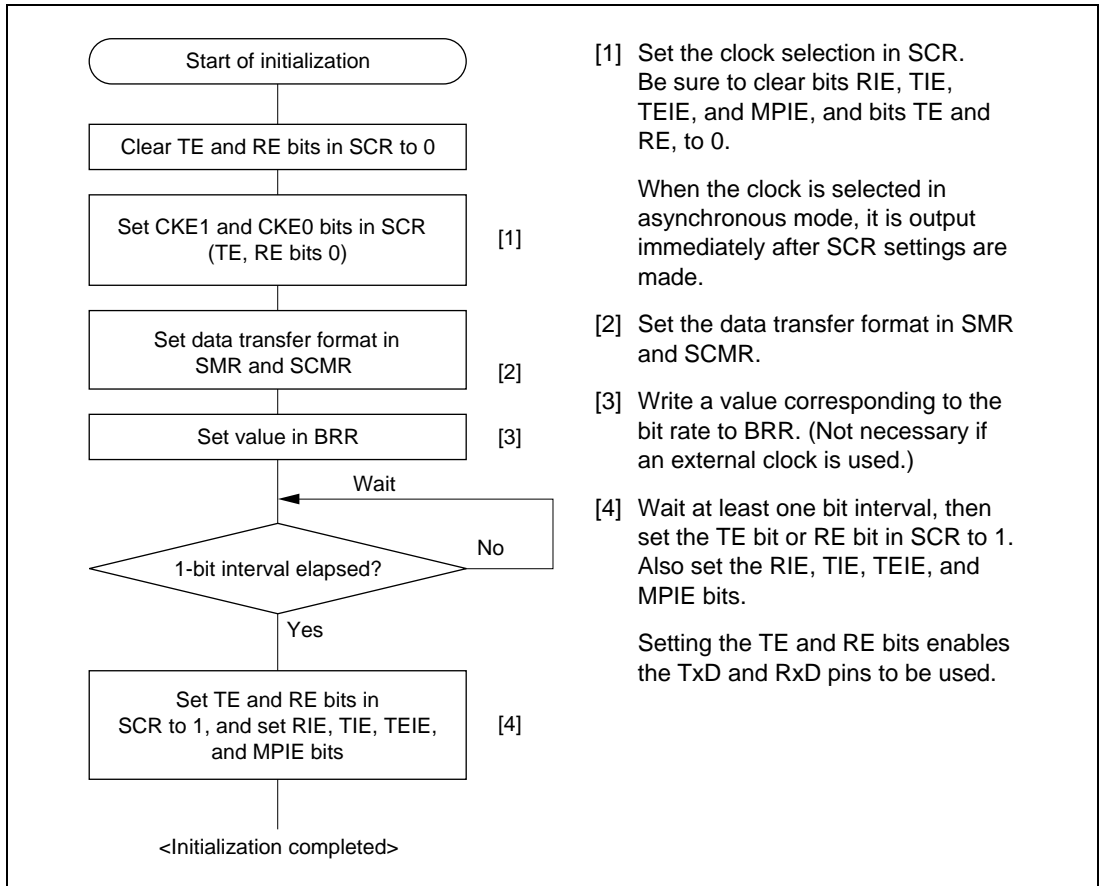 Start of initialization
Clear TE and RE bits in SCR to 0
Set CKE1 and CKE0 bits in SCR
(TE, RE bits 0)
[1]
Set data transfer format in
SMR and SCMR
[2]
Set value in BRR
[3]
Wait
1-bit interval elapsed?
No
Yes
Set TE and RE bits in
SCR to 1, and set RIE, TIE, TEIE,
and MPIE bits
[4]
<Initialization completed>
[1] Set the clock selection in SCR.
Be sure to clear bits RIE, TIE,
TEIE, and MPIE, and bits TE and
RE, to 0.
When the clock is selected in
asynchronous mode, it is output
immediately after SCR settings are
made.
[2] Set the data transfer format in SMR
and SCMR.
[3] Write a value corresponding to the
bit rate to BRR. (Not necessary if
an external clock is used.)
[4] Wait at least one bit interval, then
set the TE bit or RE bit in SCR to 1.
Also set the RIE, TIE, TEIE, and
MPIE bits.
Setting the TE and RE bits enables
the TxD and RxD pins to be used.